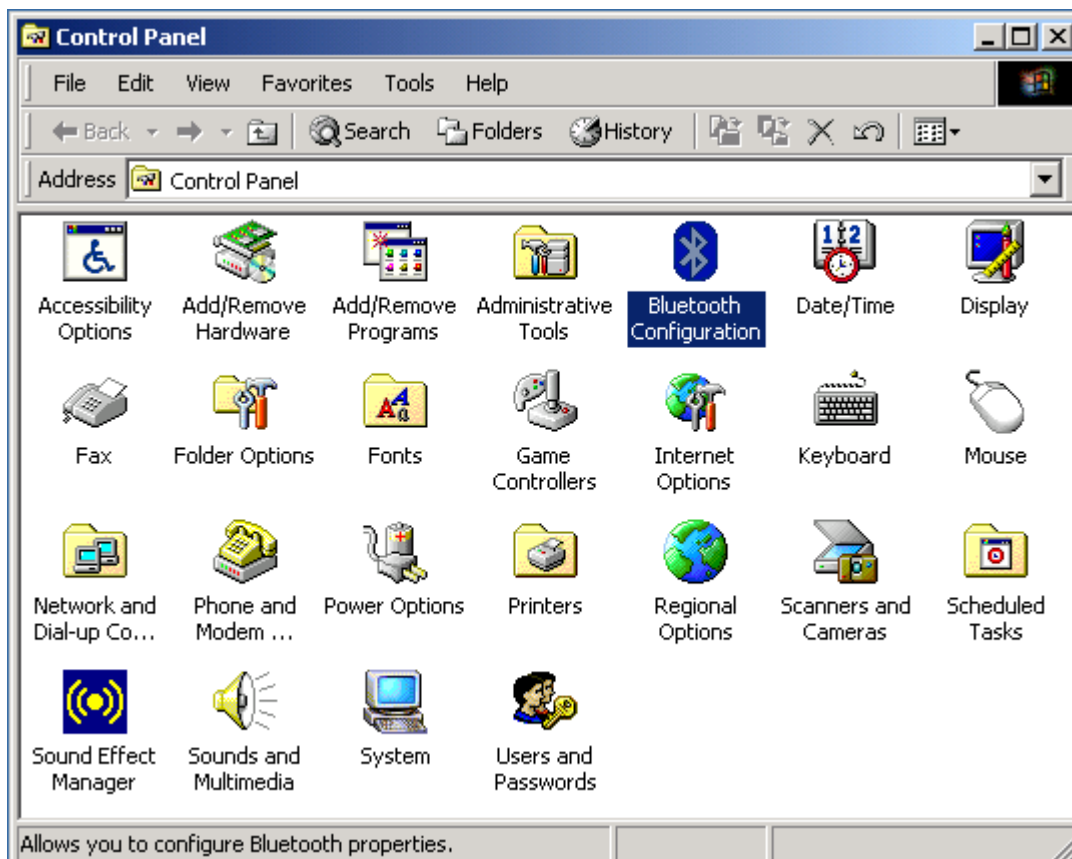 Control Panel
File Edit View Favorites Tools Help
Back Search Folders History
Address Control Panel
1 2
Accessibility Options
Add/Remove Hardware
Add/Remove Programs
Administrative Tools
Bluetooth Configuration
Date/Time
Display
Fax
Folder Options
Fonts
Game Controllers
Internet Options
Keyboard
Mouse
Network and Dial-up Co...
Phone and Modem ...
Power Options
Printers
Regional Options
Scanners and Cameras
Scheduled Tasks
Sound Effect Manager
Sounds and Multimedia
System
Users and Passwords
Allows you to configure Bluetooth properties.